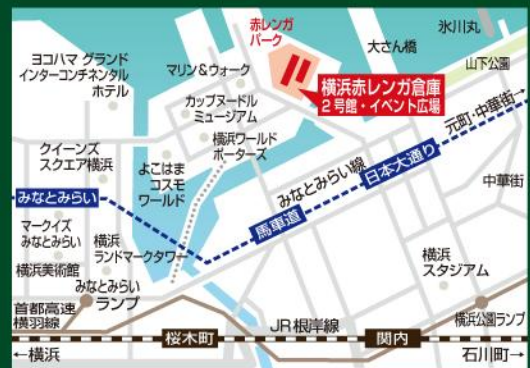 赤レンガ
パーク
大さん橋
氷川丸
山下公園
ヨコハマ グランド
インターコンチネンタル
ホテル
マリン＆ウォーク
横浜赤レンガ倉庫
2号館・イベント広場
カップヌードル
ミュージアム
元町・中華街→
クイーンズ
スクエア横浜
横浜ワールド
ポーターズ
よこはま
コスモ
ワールド
みなとみらい線
日本大通り
中華街
みなとみらい
馬車道
マークイズ
みなとみらい
横浜
ランドマークタワー
横浜美術館
横浜
スタジアム
みなとみらい
ランプ
首都高速
横羽線
横浜公園ランプ
桜木町
JR根岸線
関内
←横浜
石川町→